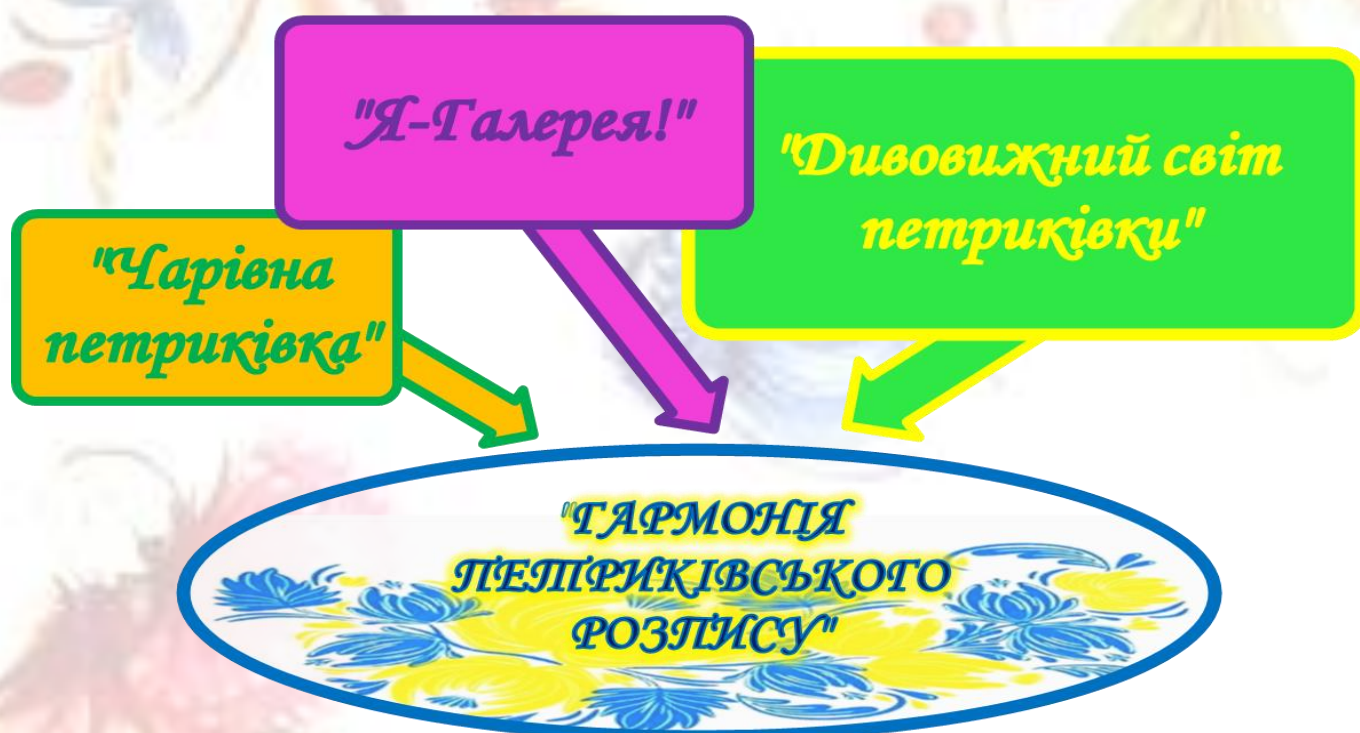 "Я-Галерея!"
"Дивовижний світ
петриківки"
"Чарівна
петриківка"
"ГАРМОНІЯ
ПЕТРИКІВСЬКОГО
РОЗПИСУ"